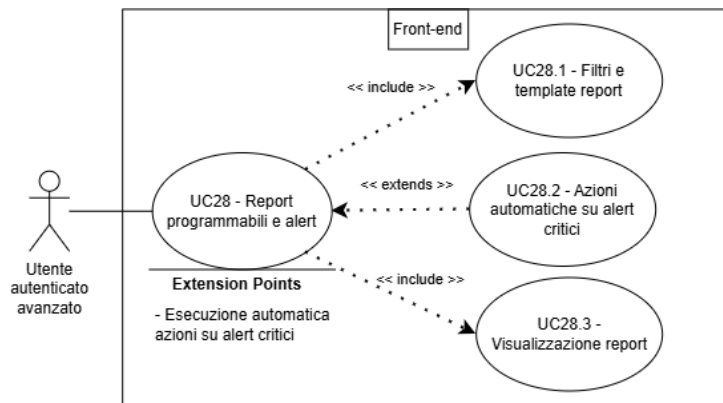 Front-end
UC28.1 - Filtri e
template report
<< include >>
<< extends >>
UC28 - Report
programmabili e alert
UC28.2 - Azioni
automatiche su alert
critici
Utente
autenticato
avanzato
Extension Points
- Esecuzione automatica
azioni su alert critici
<< include >>
UC28.3 -
Visualizzazione report